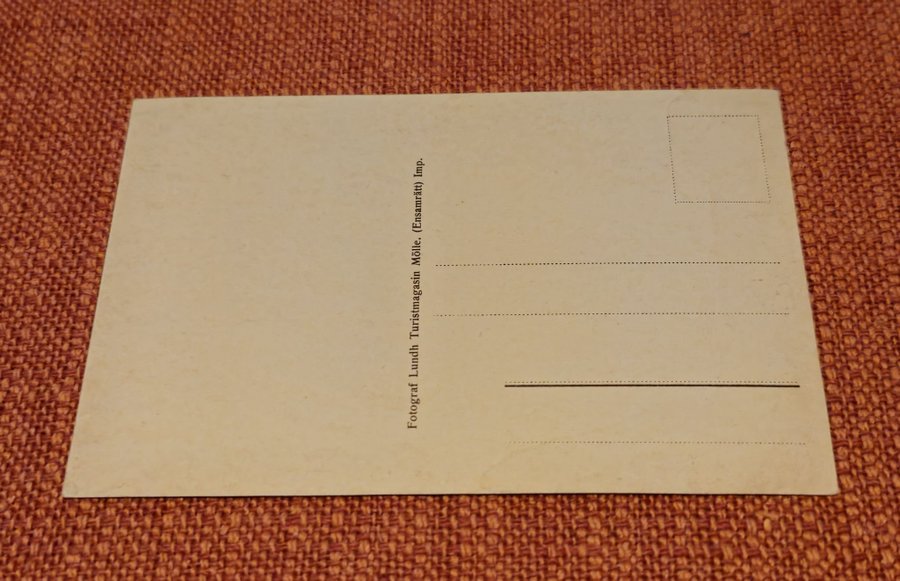 Fotograf Lundh Turistmagasin Mölle. (Ensamrätt) Imp.